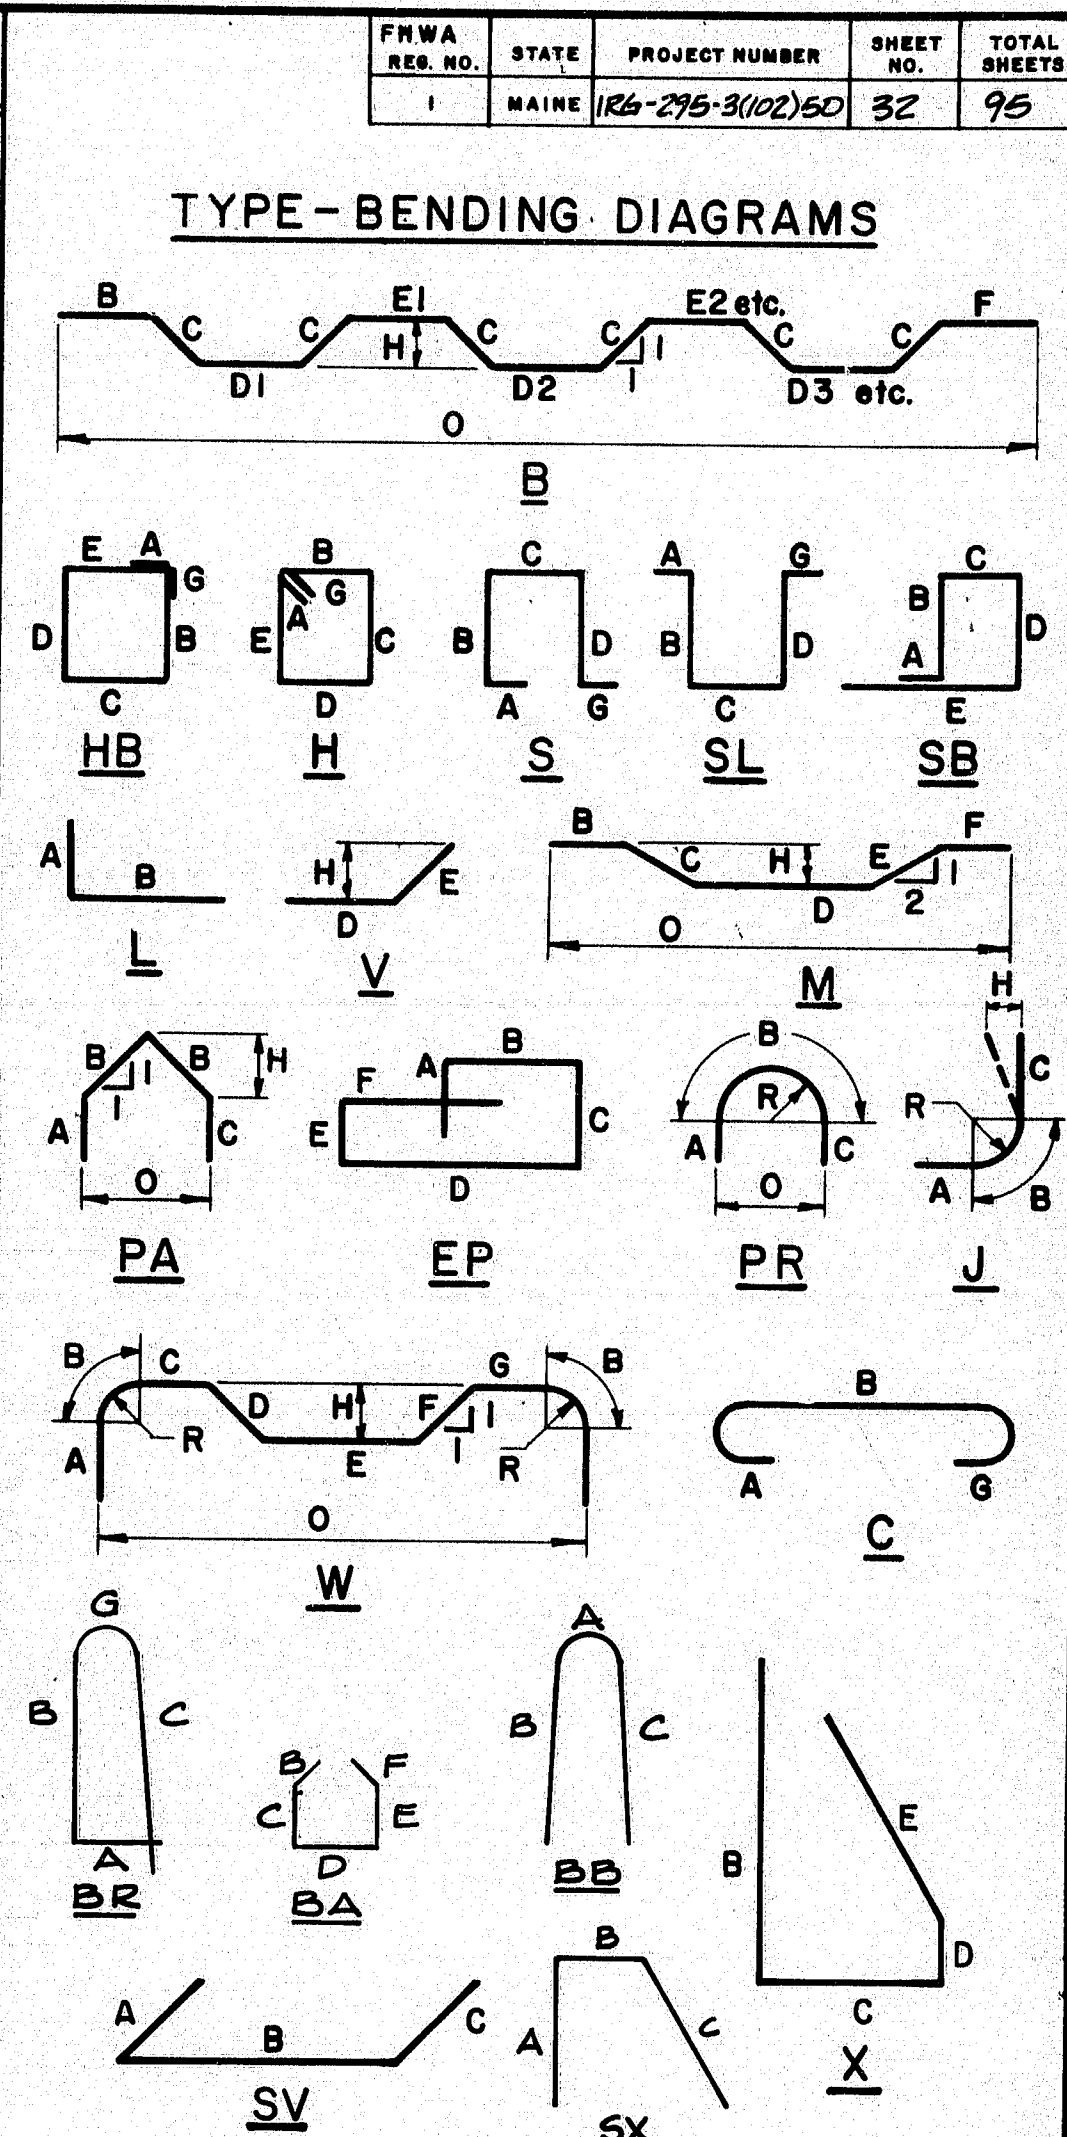 FHWA REG. NO. STATE PROJECT NUMBER SHEET NO. TOTAL SHEETS
1 MAINE IRG-295-3(102)50 32 95
TYPE-BENDING DIAGRAMS
B C D1 C E1 H C D2 C 1 1 E2 etc. C D3 etc. C F
O
B
E A G D B C
HB
B G A E C D
H
C B D A G
S
A G B D C
SL
C B D A E
SB
A B
L
H E D
V
B C H E F D 2 1
O
M
B B H 1 1 A C
O
PA
B A F E C D
EP
B R A C
O
PR
H C R A B
J
B C R A D H E F 1 1 G R B
O
W
B A G
C
G B C A
BR
B F C E D
BA
A B C
BB
B E D C
X
A B C
SV
B A C
SX